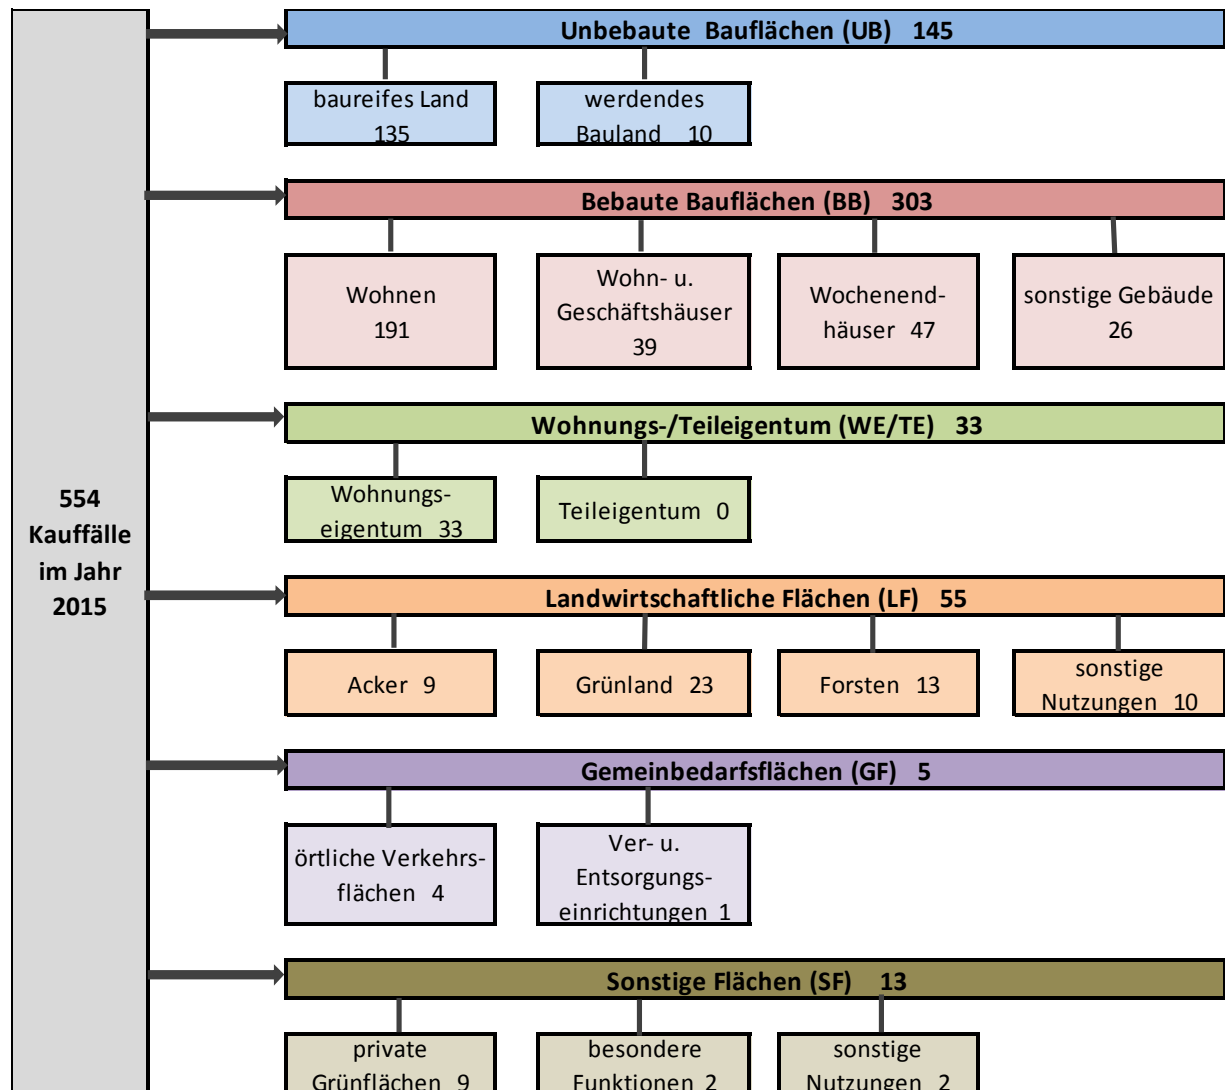 554
Kauffälle
im Jahr
2015
Unbebaute Bauflächen (UB) 145
baureifes Land
135
werdendes
Bauland 10
Bebaute Bauflächen (BB) 303
Wohnen
191
Wohn- u.
Geschäftshäuser
39
Wochenend-
häuser 47
sonstige Gebäude
26
Wohnungs-/Teileigentum (WE/TE) 33
Wohnungs-
eigentum 33
Teileigentum 0
Landwirtschaftliche Flächen (LF) 55
Acker 9
Grünland 23
Forsten 13
sonstige
Nutzungen 10
Gemeinbedarfsflächen (GF) 5
örtliche Verkehrs-
flächen 4
Ver- u.
Entsorgungs-
einrichtungen 1
Sonstige Flächen (SF) 13
private
Grünflächen 9
besondere
Funktionen 2
sonstige
Nutzungen 2